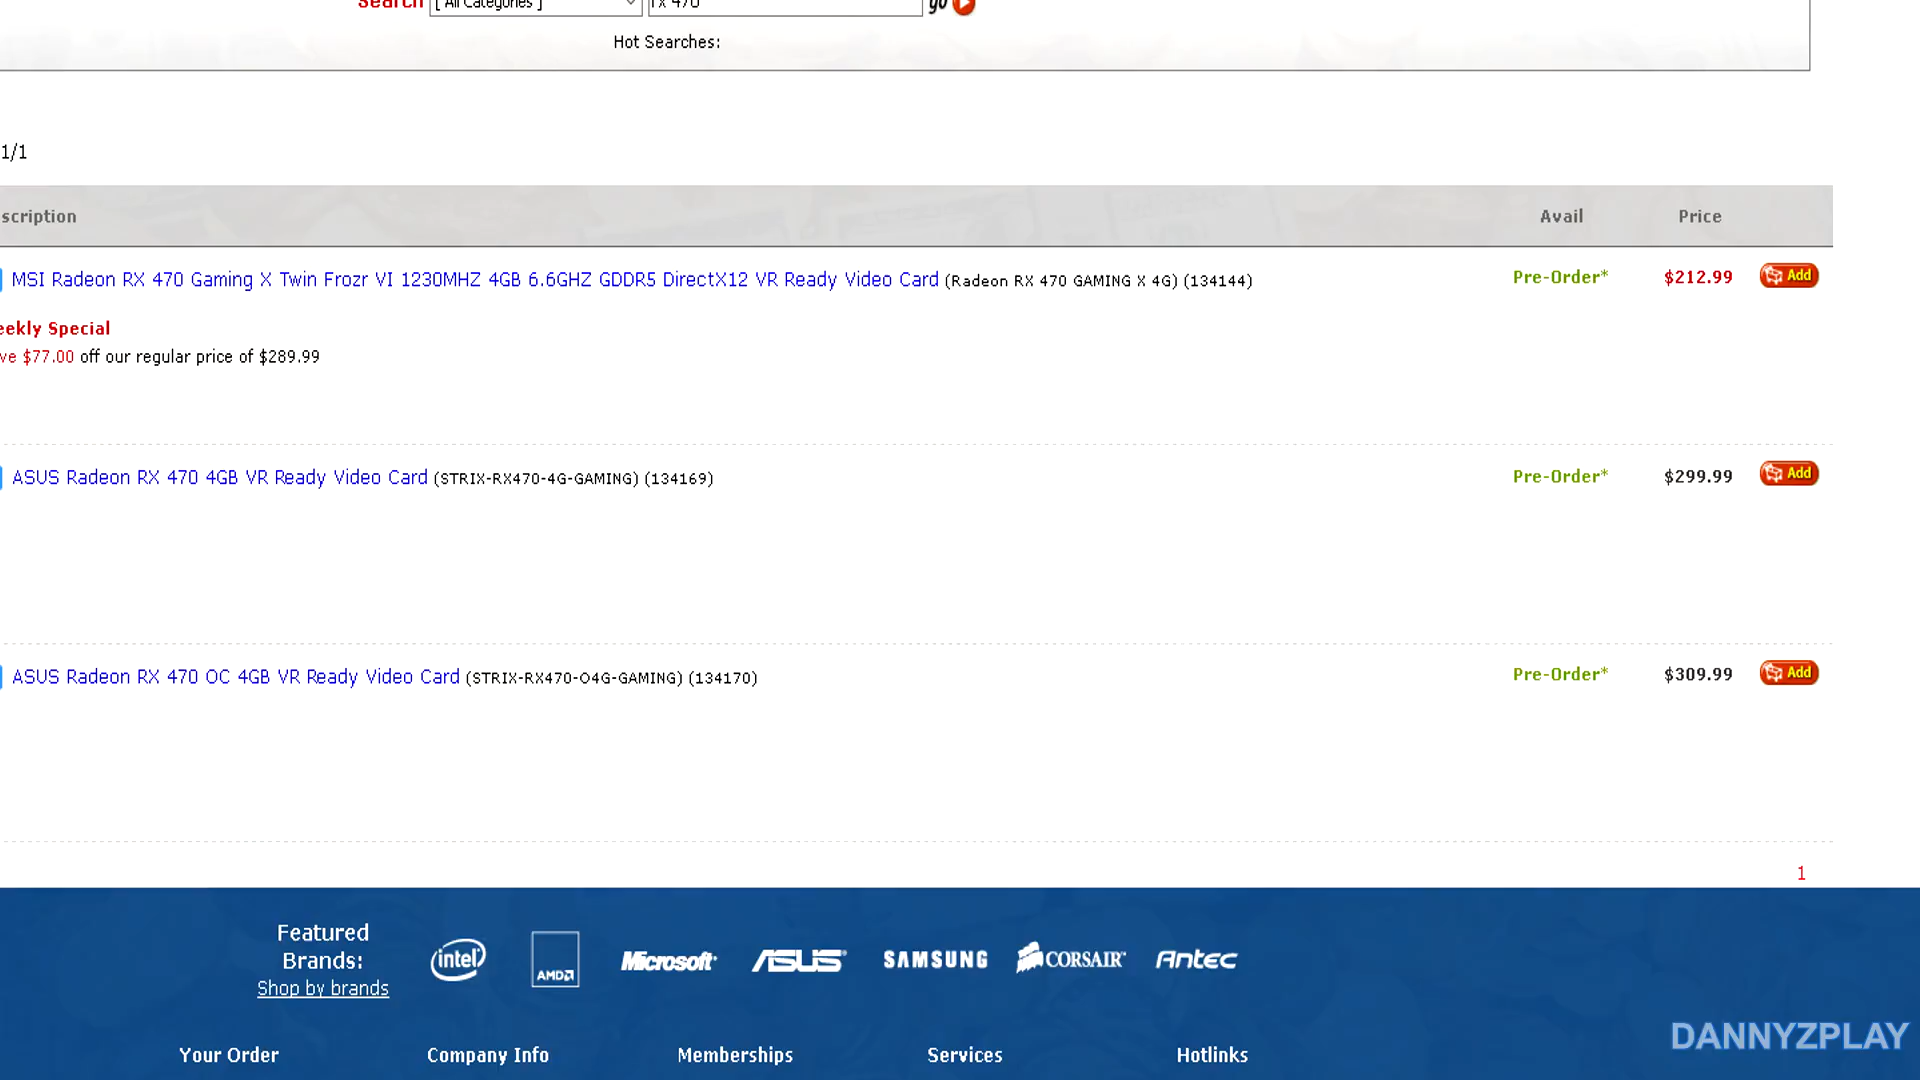 Search [ All Categories ] rx 470 go
Hot Searches:
1/1
scription Avail Price
MSI Radeon RX 470 Gaming X Twin Frozr VI 1230MHZ 4GB 6.6GHZ GDDR5 DirectX12 VR Ready Video Card (Radeon RX 470 GAMING X 4G) (134144) Pre-Order* $212.99 Add
eekly Special
ve $77.00 off our regular price of $289.99
ASUS Radeon RX 470 4GB VR Ready Video Card (STRIX-RX470-4G-GAMING) (134169) Pre-Order* $299.99 Add
ASUS Radeon RX 470 OC 4GB VR Ready Video Card (STRIX-RX470-O4G-GAMING) (134170) Pre-Order* $309.99 Add
1
Featured
Brands:
Shop by brands
intel AMD Microsoft ASUS SAMSUNG CORSAIR Antec
DANNYZPLAY
Your Order Company Info Memberships Services Hotlinks